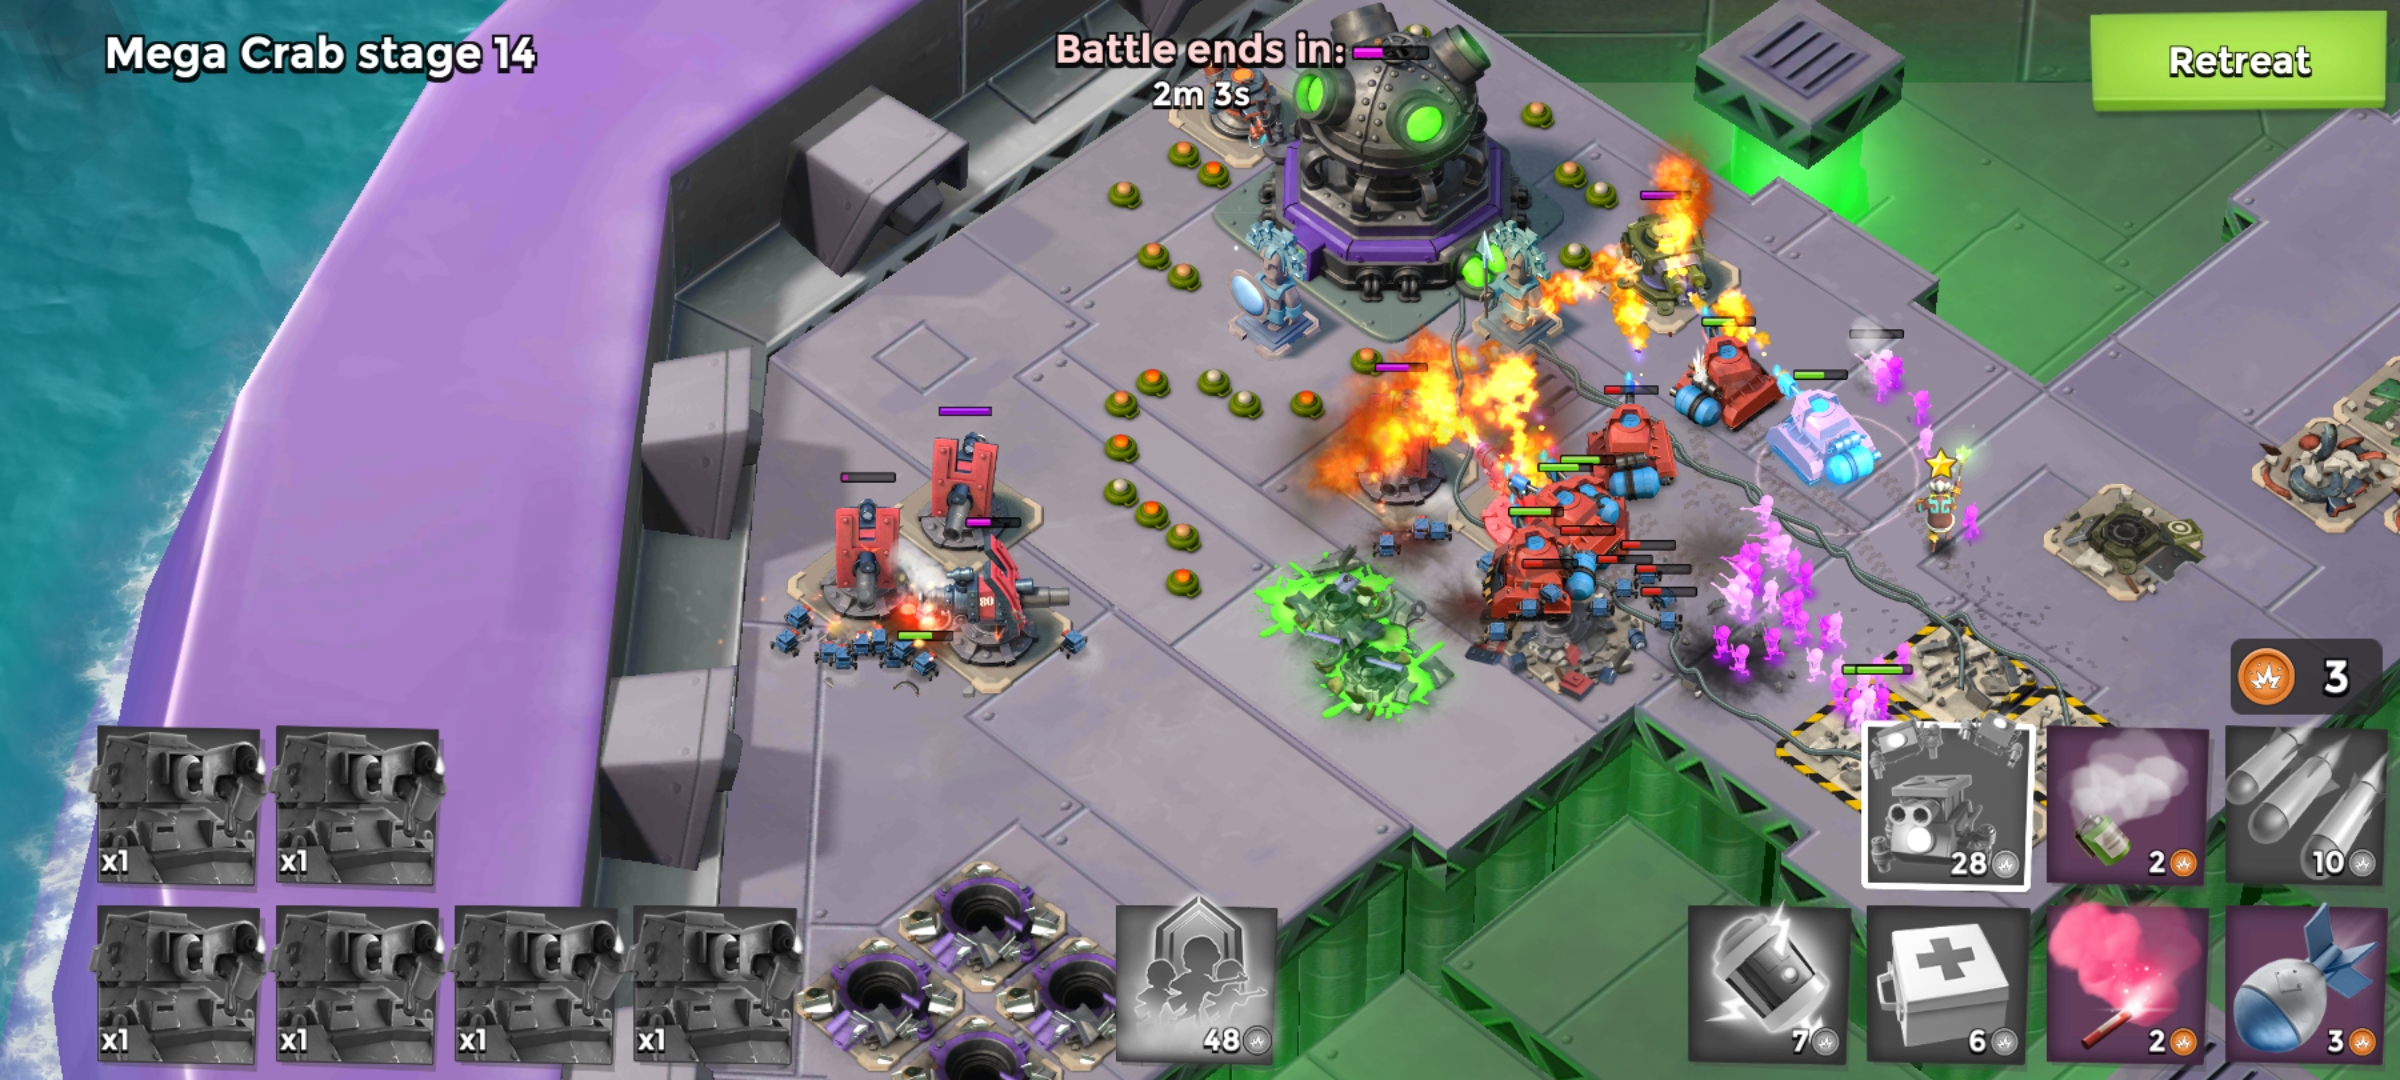 Mega Crab stage 14
Battle ends in:
2m 3s
Retreat
80
3
x1
x1
28
2
10
x1
x1
x1
x1
48
7
6
2
3